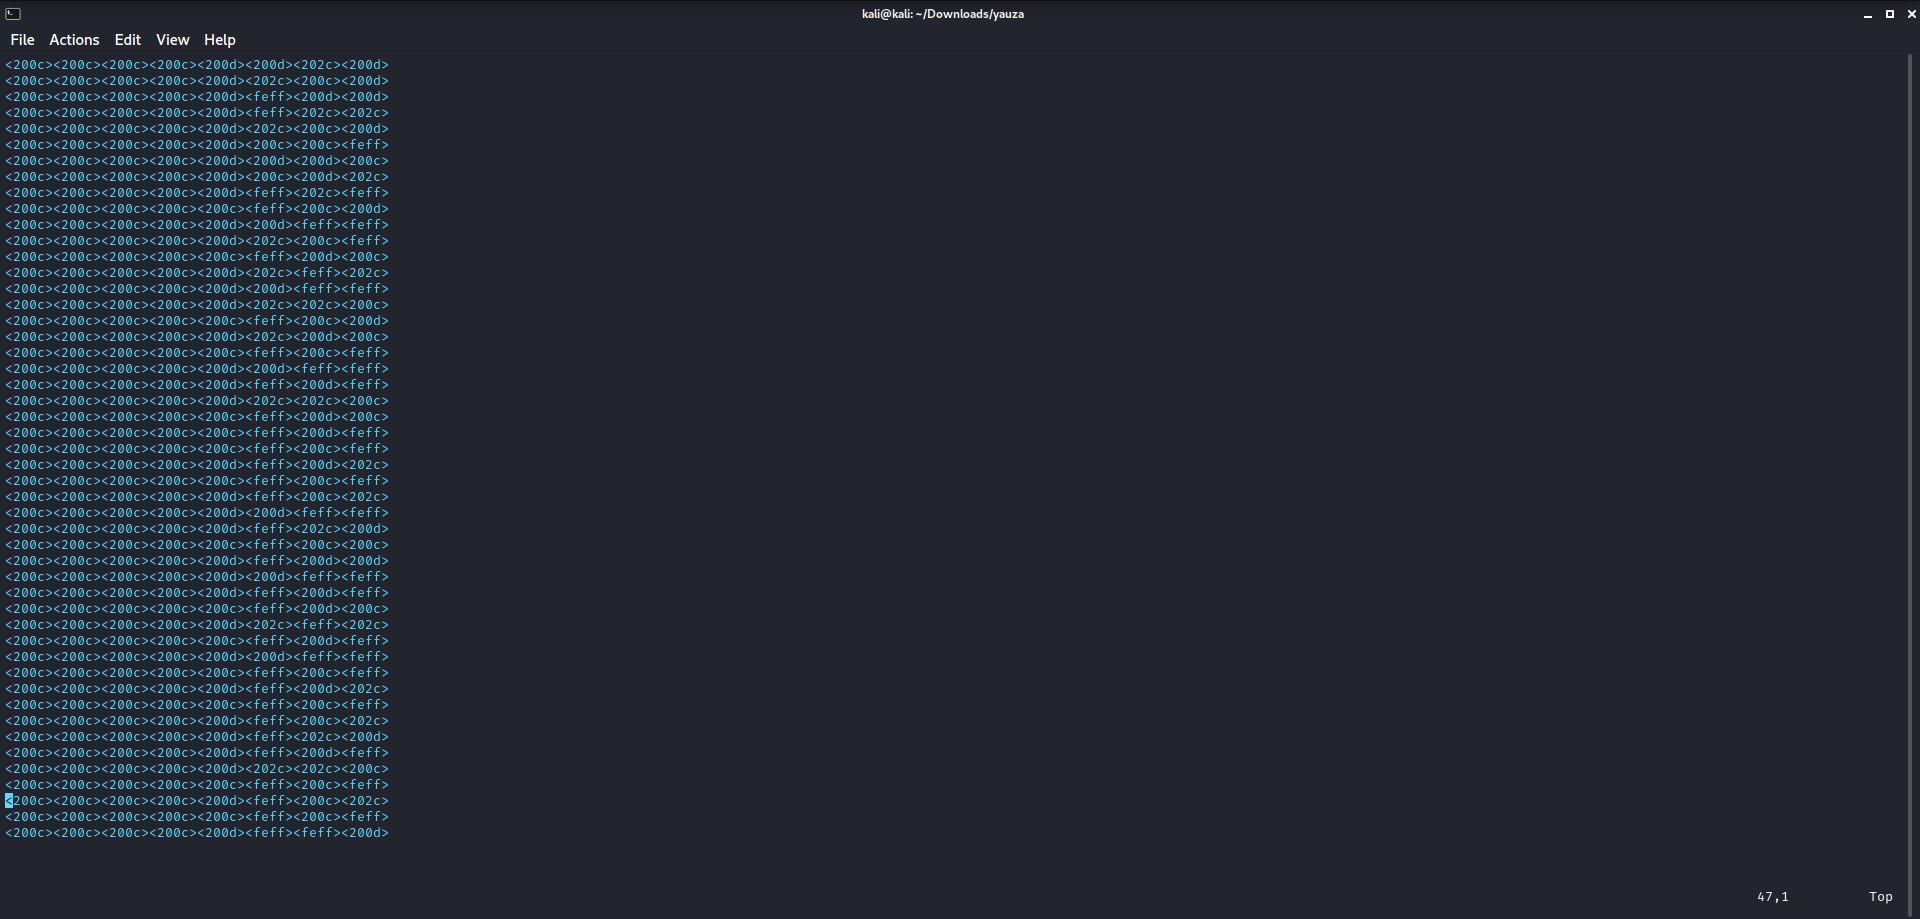 kali@kali: ~/Downloads/yauza
File Actions Edit View Help
<200c><200c><200c><200c><200d><200d><202c><200d>
<200c><200c><200c><200c><200d><202c><200c><200d>
<200c><200c><200c><200c><200d><feff><200d><200d>
<200c><200c><200c><200c><200d><feff><202c><202c>
<200c><200c><200c><200c><200d><202c><200c><200d>
<200c><200c><200c><200c><200d><200c><200c><feff>
<200c><200c><200c><200c><200d><200d><200d><200c>
<200c><200c><200c><200c><200d><200c><200d><202c>
<200c><200c><200c><200c><200d><feff><202c><feff>
<200c><200c><200c><200c><200c><feff><200c><200d>
<200c><200c><200c><200c><200d><200d><feff><feff>
<200c><200c><200c><200c><200d><202c><200c><feff>
<200c><200c><200c><200c><200c><feff><200d><200c>
<200c><200c><200c><200c><200d><202c><feff><202c>
<200c><200c><200c><200c><200d><200d><feff><feff>
<200c><200c><200c><200c><200d><202c><202c><200c>
<200c><200c><200c><200c><200c><feff><200c><200d>
<200c><200c><200c><200c><200d><202c><200d><200c>
<200c><200c><200c><200c><200c><feff><200c><feff>
<200c><200c><200c><200c><200d><200d><feff><feff>
<200c><200c><200c><200c><200d><feff><200d><feff>
<200c><200c><200c><200c><200d><202c><202c><200c>
<200c><200c><200c><200c><200c><feff><200d><200c>
<200c><200c><200c><200c><200c><feff><200d><feff>
<200c><200c><200c><200c><200c><feff><200c><feff>
<200c><200c><200c><200c><200d><feff><200d><202c>
<200c><200c><200c><200c><200c><feff><200c><feff>
<200c><200c><200c><200c><200d><feff><200c><202c>
<200c><200c><200c><200c><200d><200d><feff><feff>
<200c><200c><200c><200c><200d><feff><202c><200d>
<200c><200c><200c><200c><200c><feff><200c><200c>
<200c><200c><200c><200c><200d><feff><200d><200d>
<200c><200c><200c><200c><200d><200d><feff><feff>
<200c><200c><200c><200c><200d><feff><200d><feff>
<200c><200c><200c><200c><200c><feff><200d><200c>
<200c><200c><200c><200c><200d><202c><feff><202c>
<200c><200c><200c><200c><200c><feff><200d><feff>
<200c><200c><200c><200c><200d><200d><feff><feff>
<200c><200c><200c><200c><200c><feff><200c><feff>
<200c><200c><200c><200c><200d><feff><200d><202c>
<200c><200c><200c><200c><200c><feff><200c><feff>
<200c><200c><200c><200c><200d><feff><200c><202c>
<200c><200c><200c><200c><200d><feff><202c><200d>
<200c><200c><200c><200c><200c><feff><200d><feff>
<200c><200c><200c><200c><200d><202c><202c><200c>
<200c><200c><200c><200c><200c><feff><200c><feff>
<200c><200c><200c><200c><200d><feff><200c><202c>
<200c><200c><200c><200c><200c><feff><200c><feff>
<200c><200c><200c><200c><200d><feff><feff><200d>
47,1 Top